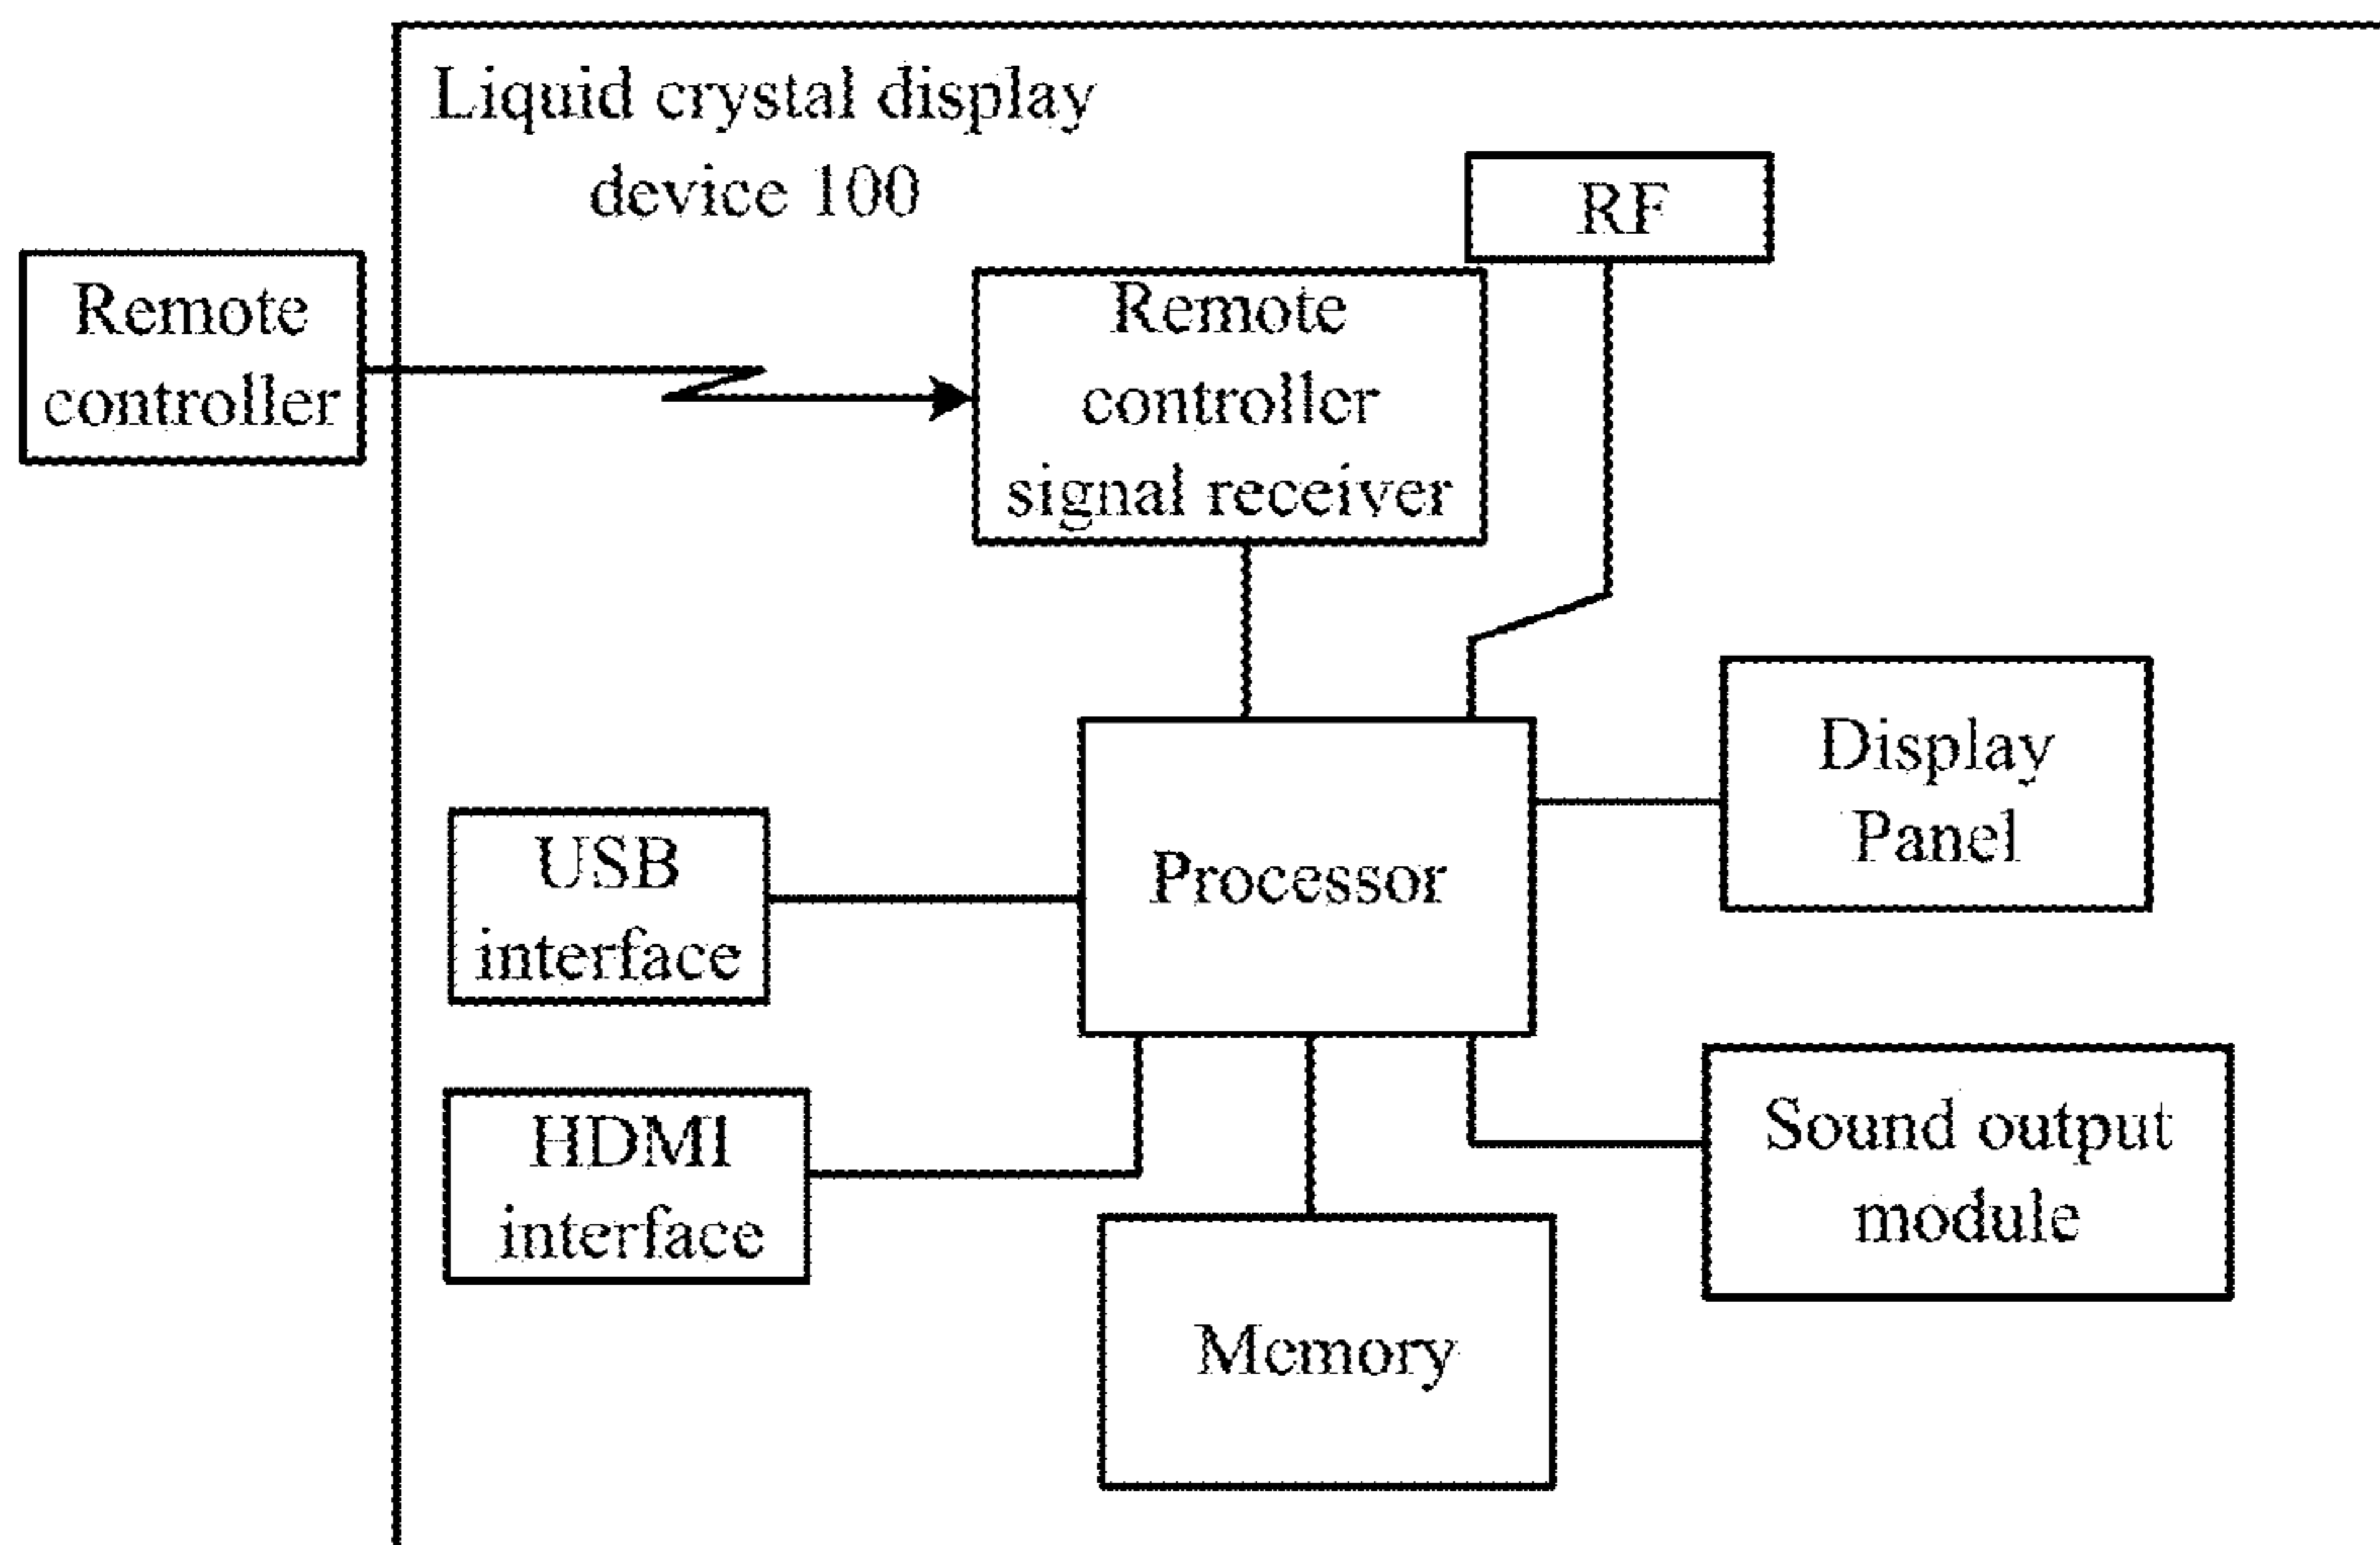 Liquid crystal display
device 100
RF
Remote
controller
Remote
controller
signal receiver
Display
Panel
USB
interface
Processor
HDMI
interface
Sound output
module
Memory